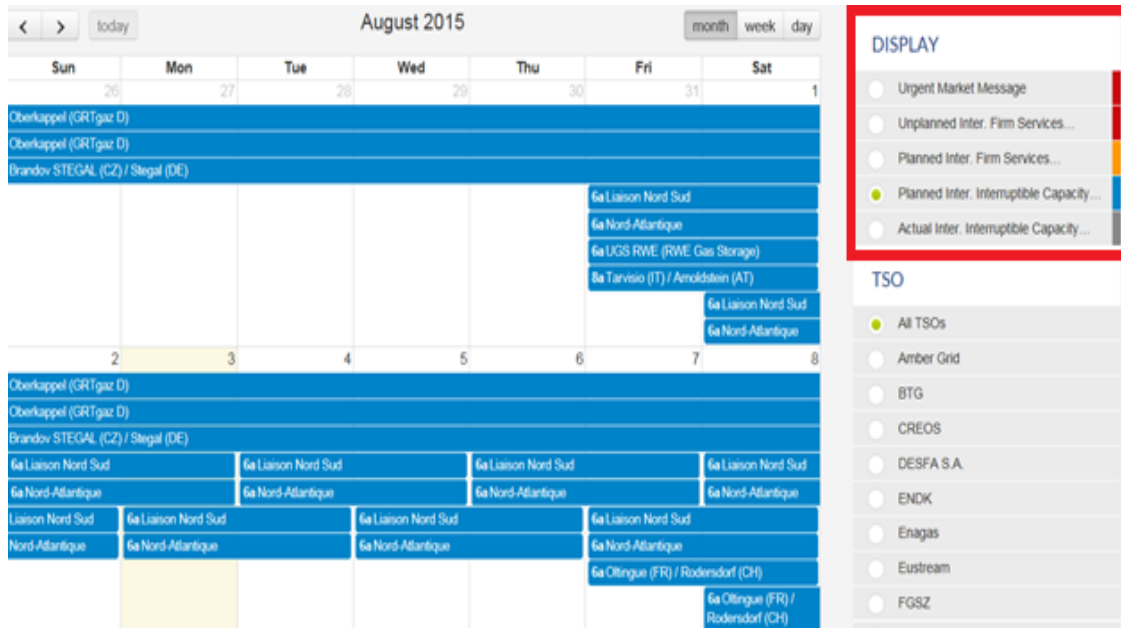 today
August 2015
month week day
Sun Mon Tue Wed Thu Fri Sat
26 27 28 29 30 31 1
Oberkappel (GRTgaz D)
Oberkappel (GRTgaz D)
Brandov STEGAL (CZ) / Stegal (DE)
6a Liaison Nord Sud
6a Nord-Atlantique
6a UGS RWE (RWE Gas Storage)
8a Tarvisio (IT) / Arnoldstein (AT)
6a Liaison Nord Sud
6a Nord-Atlantique
2 3 4 5 6 7 8
Oberkappel (GRTgaz D)
Oberkappel (GRTgaz D)
Brandov STEGAL (CZ) / Stegal (DE)
6a Liaison Nord Sud 6a Liaison Nord Sud 6a Liaison Nord Sud 6a Liaison Nord Sud
6a Nord-Atlantique 6a Nord-Atlantique 6a Nord-Atlantique 6a Nord-Atlantique
Liaison Nord Sud 6a Liaison Nord Sud 6a Liaison Nord Sud 6a Liaison Nord Sud
Nord-Atlantique 6a Nord-Atlantique 6a Nord-Atlantique 6a Nord-Atlantique
6a Oltingue (FR) / Rodersdorf (CH)
6a Oltingue (FR) /
Rodersdorf (CH)
DISPLAY
Urgent Market Message
Unplanned Inter. Firm Services...
Planned Inter. Firm Services...
Planned Inter. Interruptible Capacity...
Actual Inter. Interruptible Capacity...
TSO
All TSOs
Amber Grid
BTG
CREOS
DESFA S.A.
ENDK
Enagas
Eustream
FGSZ